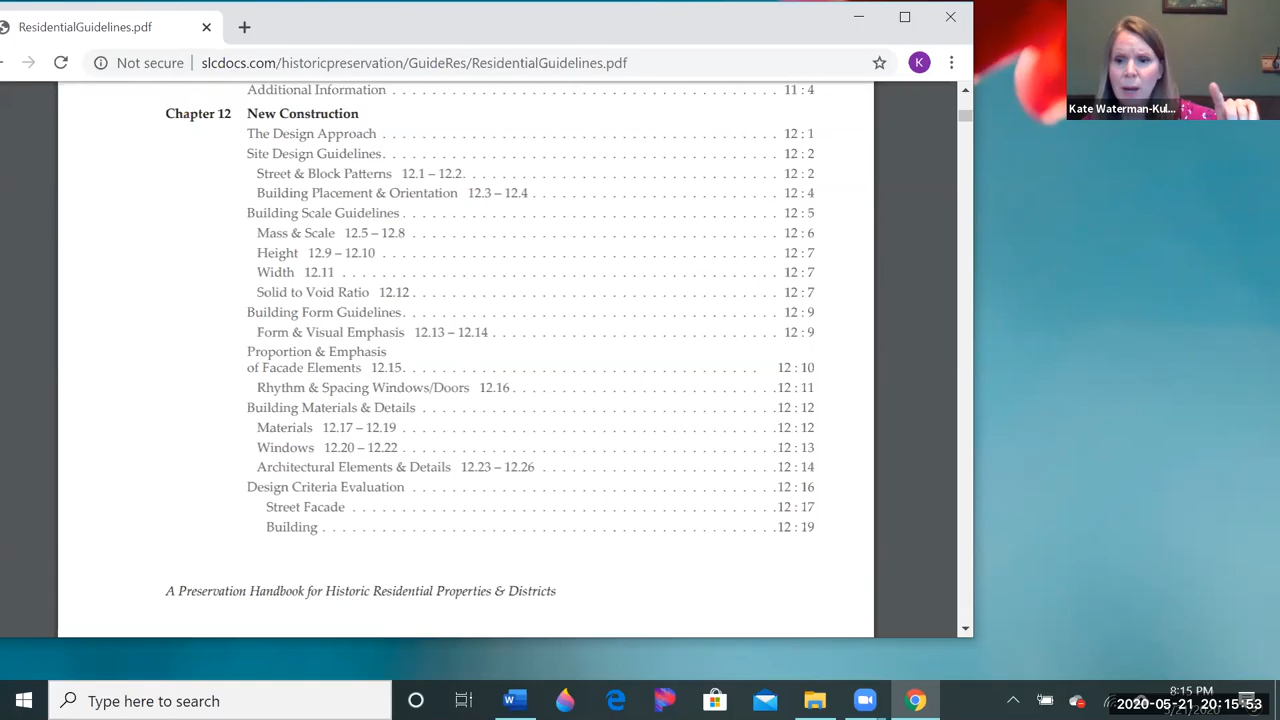 ResidentialGuidelines.pdf
Not secure slcdocs.com/historicpreservation/GuideRes/ResidentialGuidelines.pdf K
Kate Waterman-Kul...
Additional Information 11 : 4
Chapter 12 New Construction
The Design Approach 12 : 1
Site Design Guidelines 12 : 2
Street & Block Patterns 12.1 – 12.2 12 : 2
Building Placement & Orientation 12.3 – 12.4 12 : 4
Building Scale Guidelines 12 : 5
Mass & Scale 12.5 – 12.8 12 : 6
Height 12.9 – 12.10 12 : 7
Width 12.11 12 : 7
Solid to Void Ratio 12.12 12 : 7
Building Form Guidelines 12 : 9
Form & Visual Emphasis 12.13 – 12.14 12 : 9
Proportion & Emphasis
of Facade Elements 12.15 12 : 10
Rhythm & Spacing Windows/Doors 12.16 12 : 11
Building Materials & Details 12 : 12
Materials 12.17 – 12.19 12 : 12
Windows 12.20 – 12.22 12 : 13
Architectural Elements & Details 12.23 – 12.26 12 : 14
Design Criteria Evaluation 12 : 16
Street Facade 12 : 17
Building 12 : 19
A Preservation Handbook for Historic Residential Properties & Districts
Type here to search
8:15 PM
2020-05-21 20:15:53